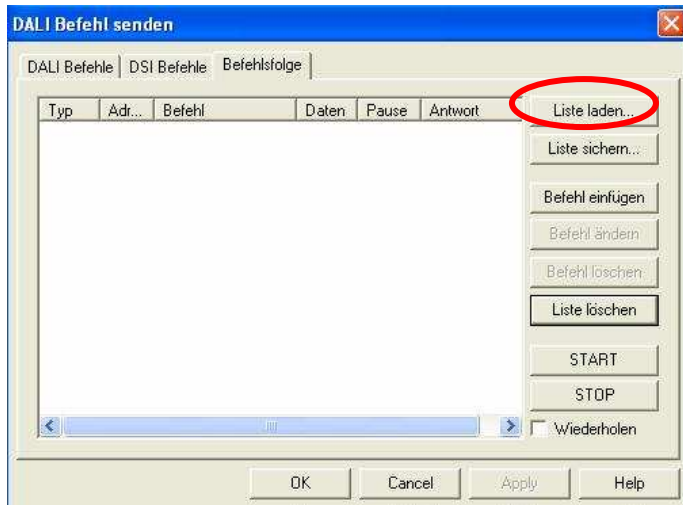 DALI Befehl senden
DALI Befehle DSI Befehle Befehlsfolge
Typ Adr... Befehl Daten Pause Antwort
Liste laden...
Liste sichern...
Befehl einfügen
Befehl ändern
Befehl löschen
Liste löschen
START
STOP
Wiederholen
OK Cancel Apply Help